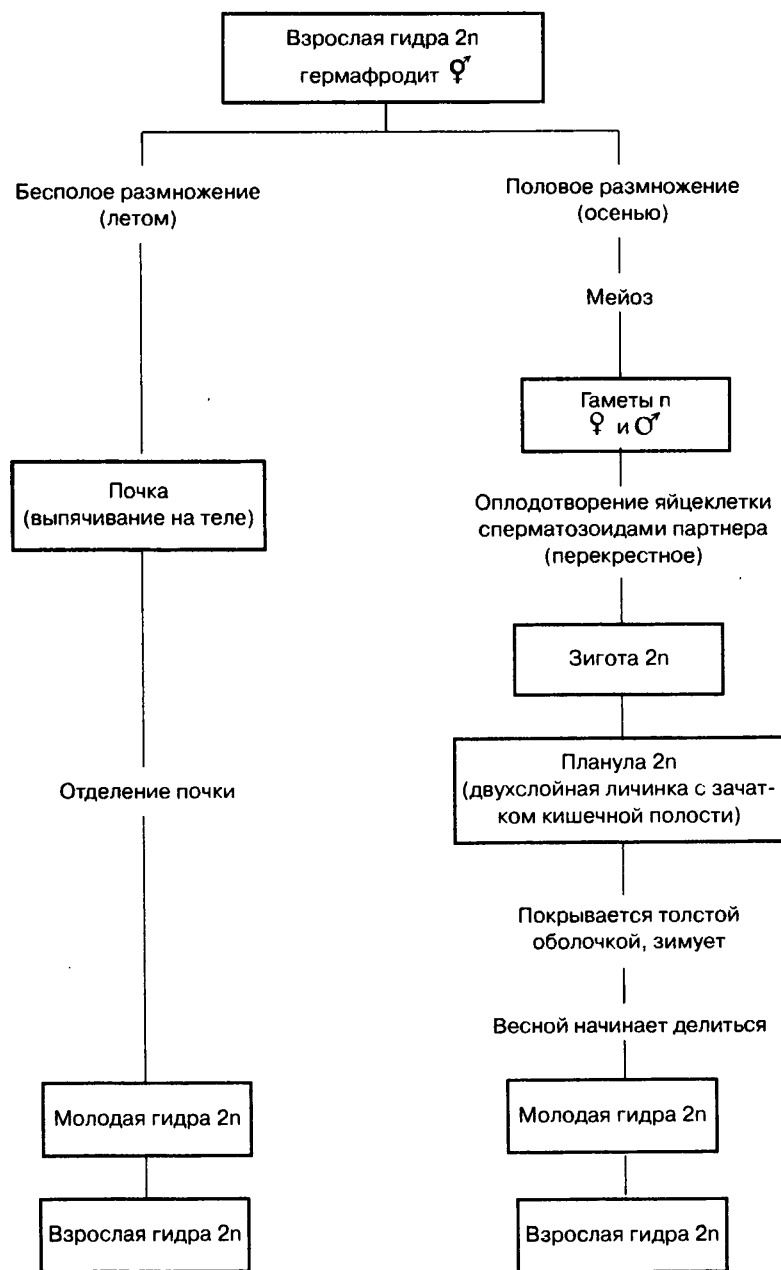 Взрослая гидра 2n
гермафродит ⚥
Бесполое размножение
(летом)
Половое размножение
(осенью)
Мейоз
Гаметы n
♀ и ♂
Почка
(выпячивание на теле)
Оплодотворение яйцеклетки
сперматозоидами партнера
(перекрестное)
Зигота 2n
Планула 2n
(двухслойная личинка с зачат-
ком кишечной полости)
Отделение почки
Покрывается толстой
оболочкой, зимует
Весной начинает делиться
Молодая гидра 2n
Молодая гидра 2n
Взрослая гидра 2n
Взрослая гидра 2n